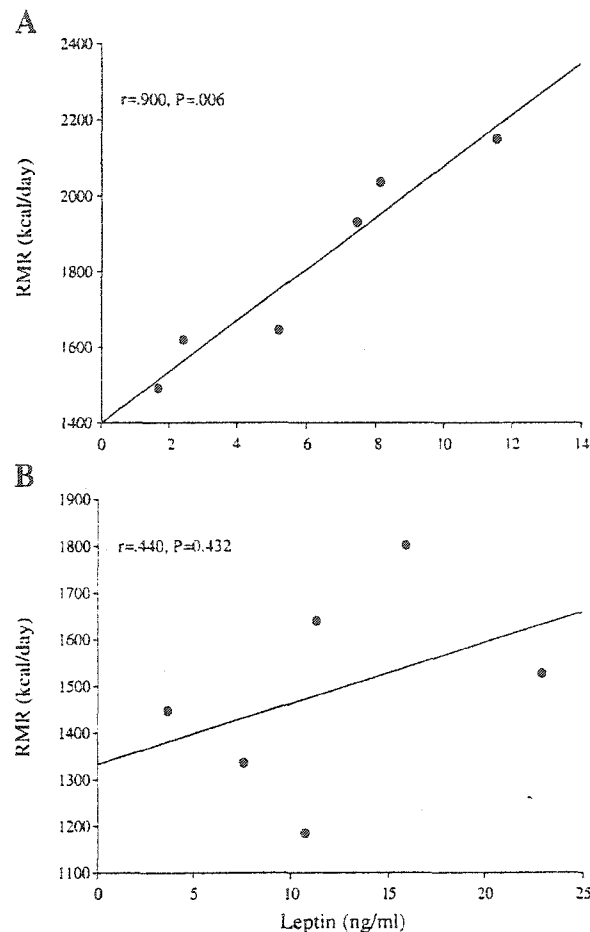 A
2400
2200
2000
1800
1600
1400
RMR (kcal/day)
r=.900, P=.006
0 2 4 6 8 10 12 14
B
1900
1800
1700
1600
1500
1400
1300
1200
1100
RMR (kcal/day)
r=.440, P=0.432
0 5 10 15 20 25
Leptin (ng/ml)